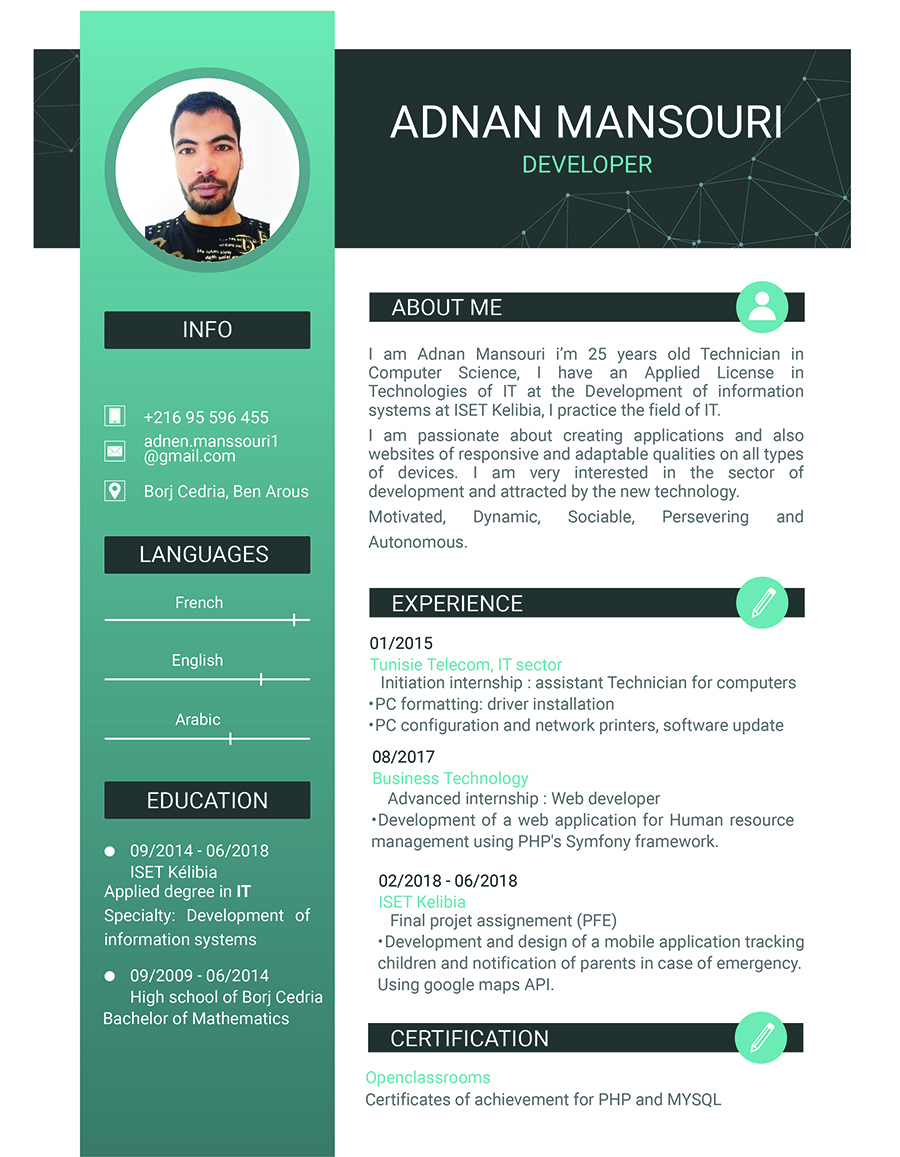 ADNAN MANSOURI
DEVELOPER
INFO
+216 95 596 455
adnen.manssouri1
@gmail.com
Borj Cedria, Ben Arous
LANGUAGES
French
English
Arabic
EDUCATION
09/2014 - 06/2018
ISET Kélibia
Applied degree in IT
Specialty: Development of
information systems
09/2009 - 06/2014
High school of Borj Cedria
Bachelor of Mathematics
ABOUT ME
I am Adnan Mansouri i'm 25 years old Technician in
Computer Science, I have an Applied License in
Technologies of IT at the Development of information
systems at ISET Kelibia, I practice the field of IT.
I am passionate about creating applications and also
websites of responsive and adaptable qualities on all types
of devices. I am very interested in the sector of
development and attracted by the new technology.
Motivated, Dynamic, Sociable, Persevering and
Autonomous.
EXPERIENCE
01/2015
Tunisie Telecom, IT sector
Initiation internship : assistant Technician for computers
•PC formatting: driver installation
•PC configuration and network printers, software update
08/2017
Business Technology
Advanced internship : Web developer
•Development of a web application for Human resource
management using PHP's Symfony framework.
02/2018 - 06/2018
ISET Kelibia
Final projet assignement (PFE)
•Development and design of a mobile application tracking
children and notification of parents in case of emergency.
Using google maps API.
CERTIFICATION
Openclassrooms
Certificates of achievement for PHP and MYSQL